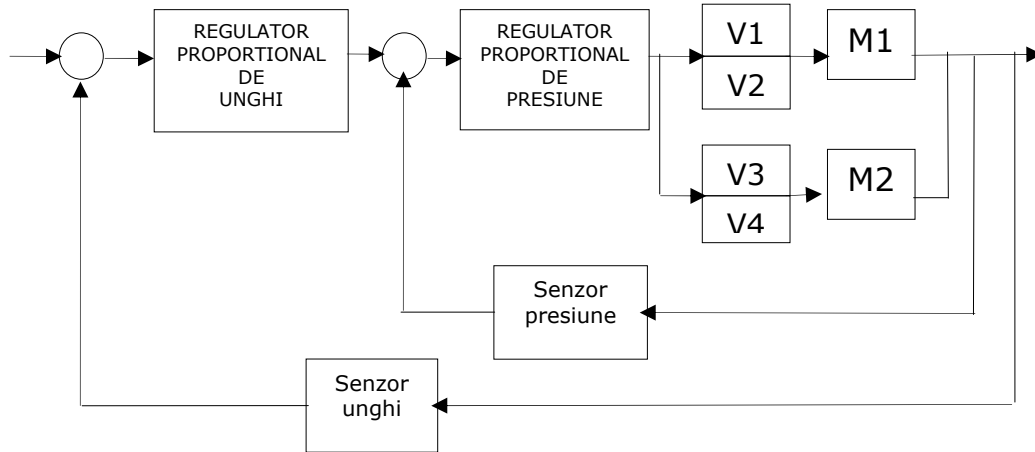 REGULATOR
PROPORTIONAL
DE
UNGHI
REGULATOR
PROPORTIONAL
DE
PRESIUNE
V1
V2
M1
V3
V4
M2
Senzor
presiune
Senzor
unghi